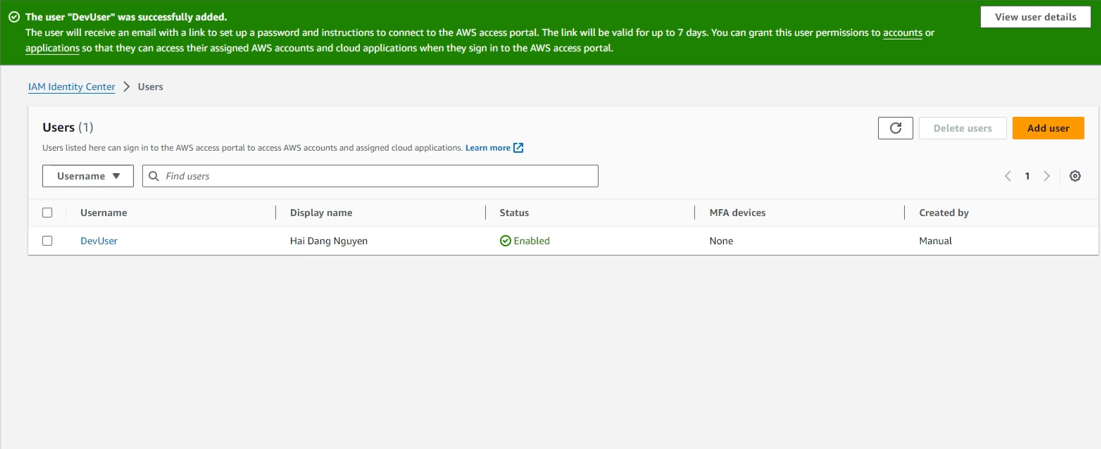 The user "DevUser" was successfully added.
The user will receive an email with a link to set up a password and instructions to connect to the AWS access portal. The link will be valid for up to 7 days. You can grant this user permissions to accounts or
applications so that they can access their assigned AWS accounts and cloud applications when they sign in to the AWS access portal.
View user details
IAM Identity Center > Users
Users (1)
Delete users
Add user
Users listed here can sign in to the AWS access portal to access AWS accounts and assigned cloud applications. Learn more
Username
Find users
1
Username Display name Status MFA devices Created by
DevUser Hai Dang Nguyen Enabled None Manual